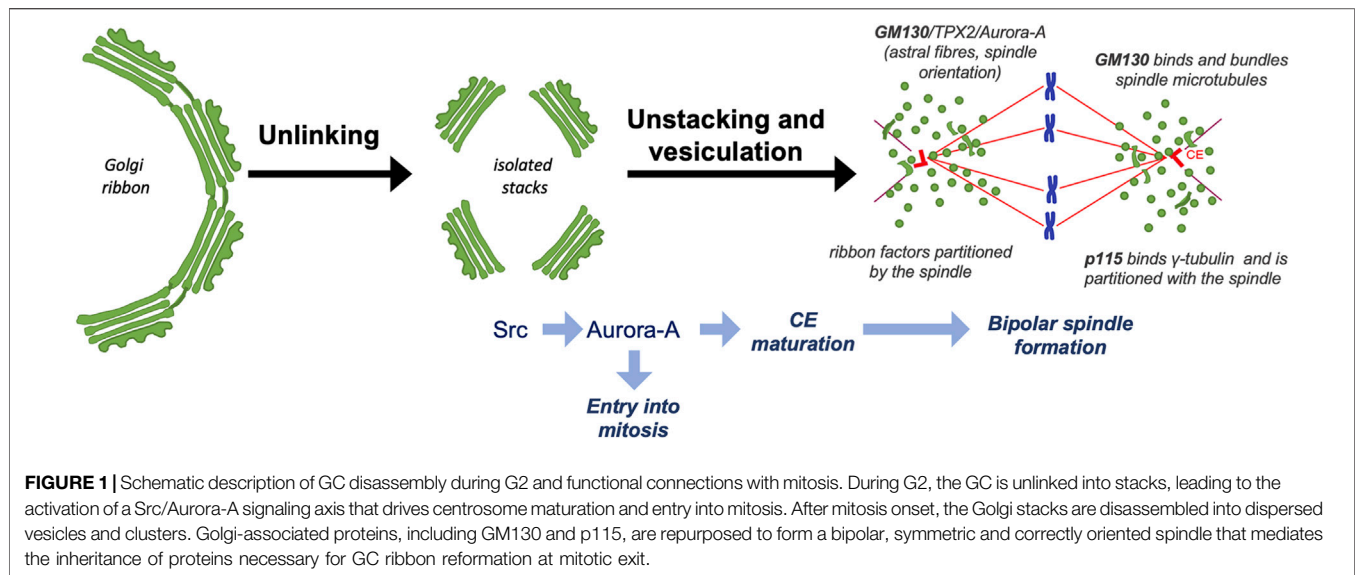 Golgi
ribbon
Unlinking
isolated
stacks
Unstacking and
vesiculation
GM130/TPX2/Aurora-A
(astral fibres, spindle
orientation)
GM130 binds and bundles
spindle microtubules
CE
ribbon factors partitioned
by the spindle
p115 binds γ-tubulin and is
partitioned with the spindle
Src
Aurora-A
CE
maturation
Bipolar spindle
formation
Entry into
mitosis
FIGURE 1 | Schematic description of GC disassembly during G2 and functional connections with mitosis. During G2, the GC is unlinked into stacks, leading to the
activation of a Src/Aurora-A signaling axis that drives centrosome maturation and entry into mitosis. After mitosis onset, the Golgi stacks are disassembled into dispersed
vesicles and clusters. Golgi-associated proteins, including GM130 and p115, are repurposed to form a bipolar, symmetric and correctly oriented spindle that mediates
the inheritance of proteins necessary for GC ribbon reformation at mitotic exit.